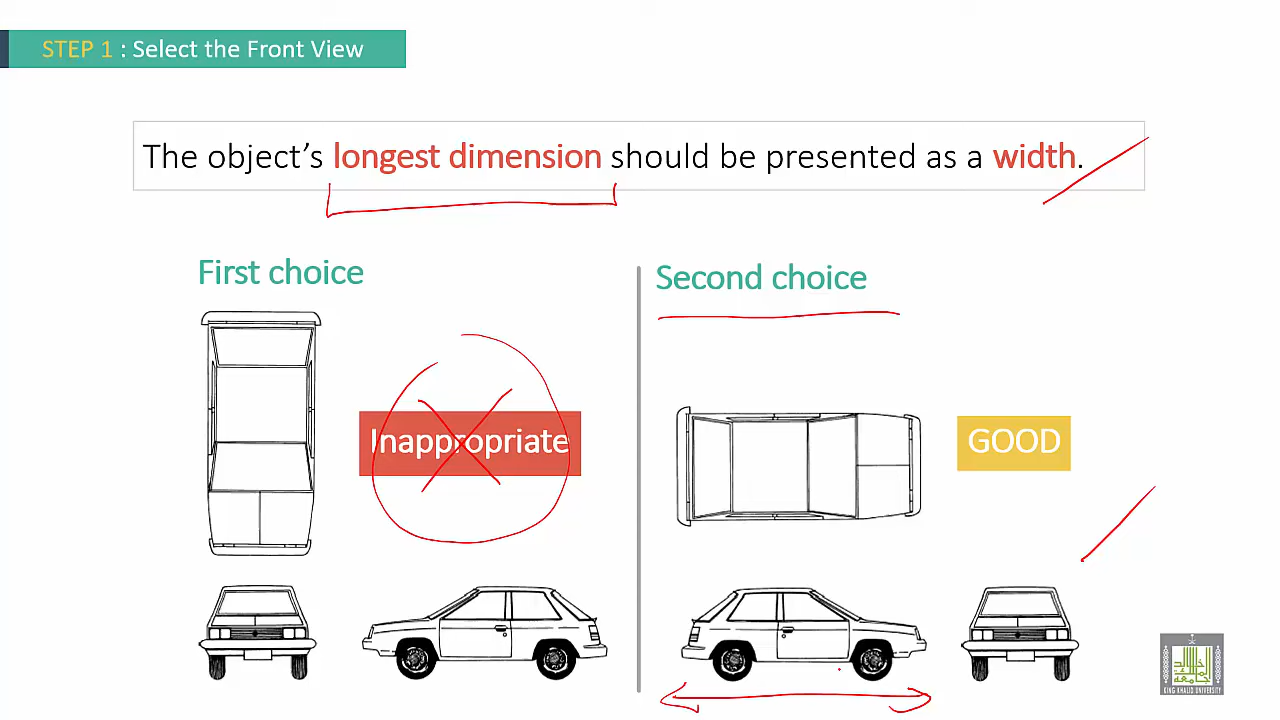 STEP 1 : Select the Front View
The object’s longest dimension should be presented as a width.
First choice
Second choice
Inappropriate
GOOD
KING KHALID UNIVERSITY